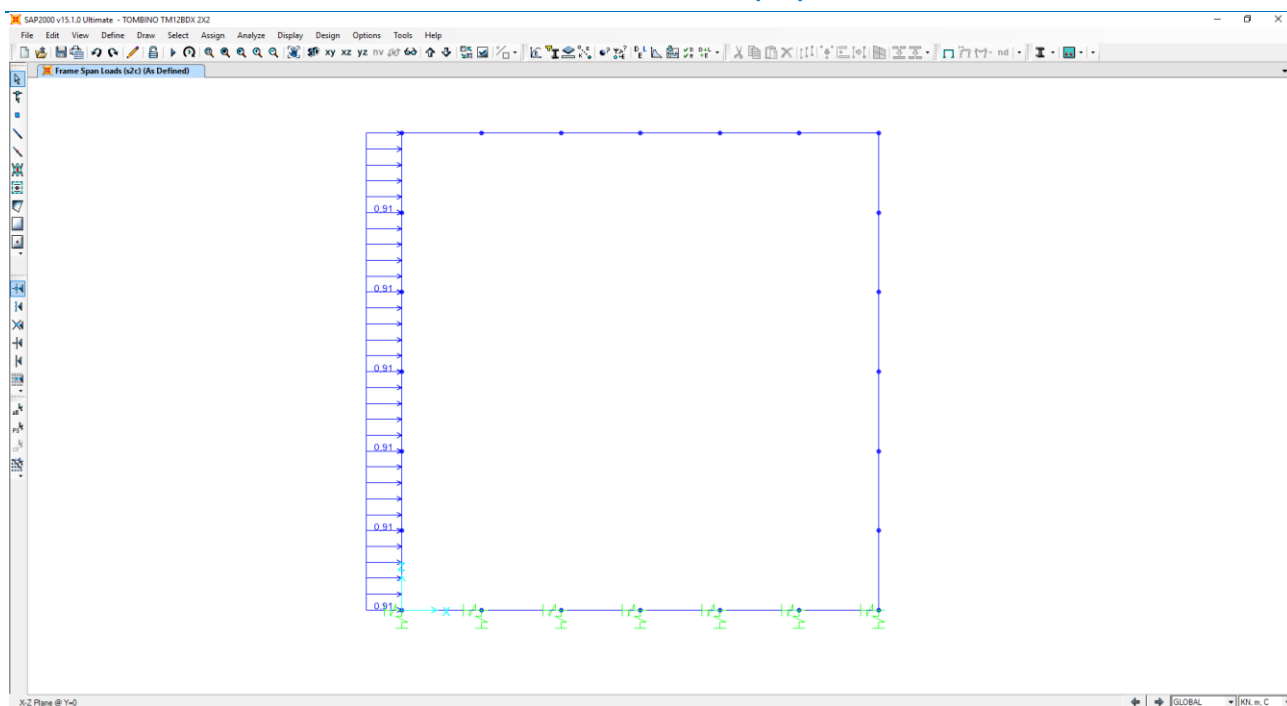 SAP2000 v15.1.0 Ultimate - TOMBINO TM12BDX 2X2
File Edit View Define Draw Select Assign Analyze Display Design Options Tools Help
xy xz yz nv nd
Frame Span Loads (s2c) (As Defined)
0,91
0,91
0,91
0,91
0,91
0,91
Z
X
X-Z Plane @ Y=0
GLOBAL KN, m, C